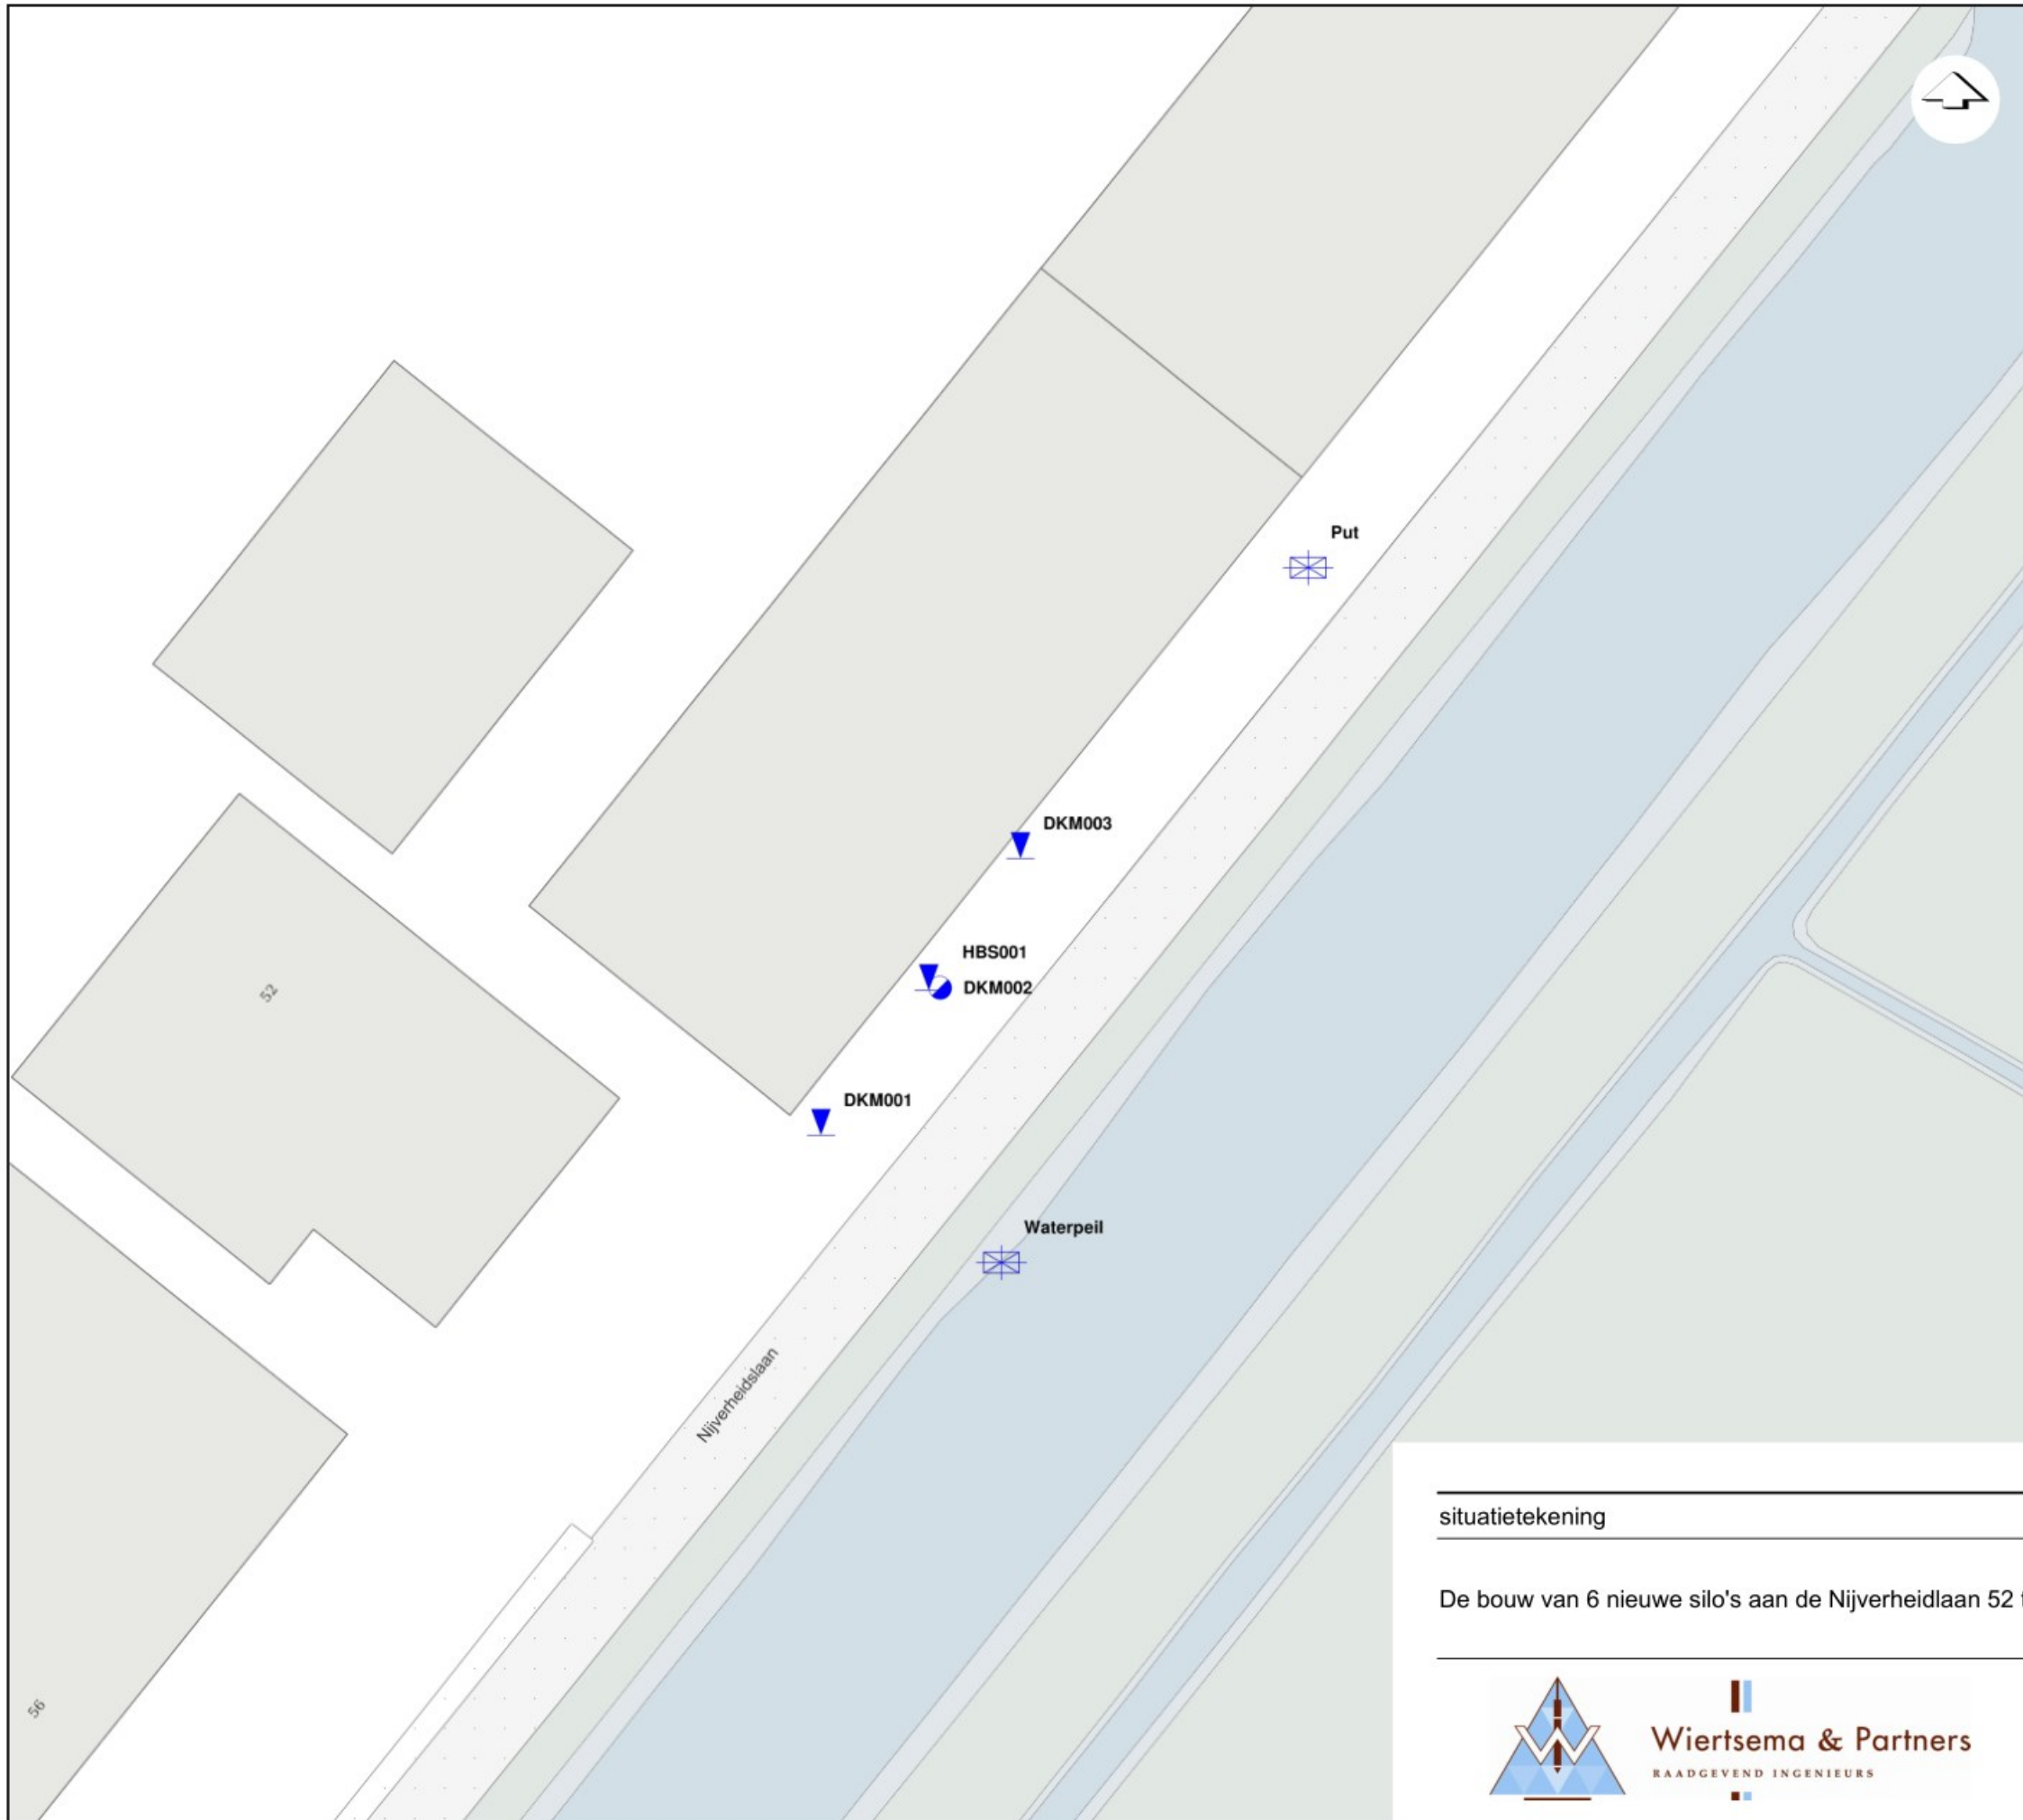 Put
DKM003
HBS001
DKM002
52
DKM001
Waterpeil
Nijverheidslaan
situatietekening
De bouw van 6 nieuwe silo's aan de Nijverheidlaan 52
56
Wiertsema & Partners
RAADGEVEND INGENIEURS